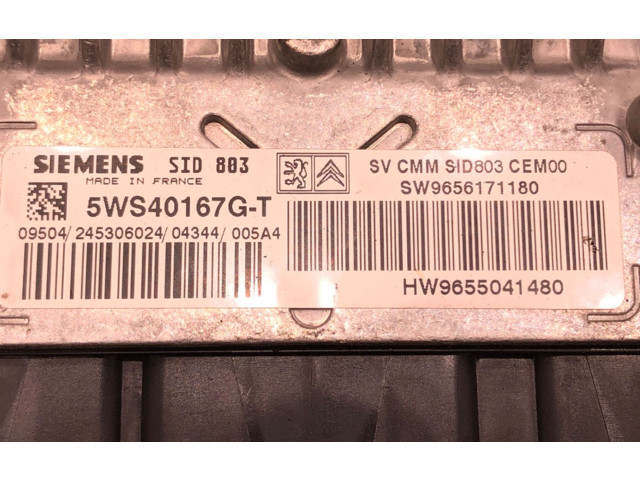 SIEMENS SID 803
MADE IN FRANCE
5WS40167G-T
09504/245306024/04344/005A4
SV CMM SID803 CEM00
SW9656171180
HW9655041480